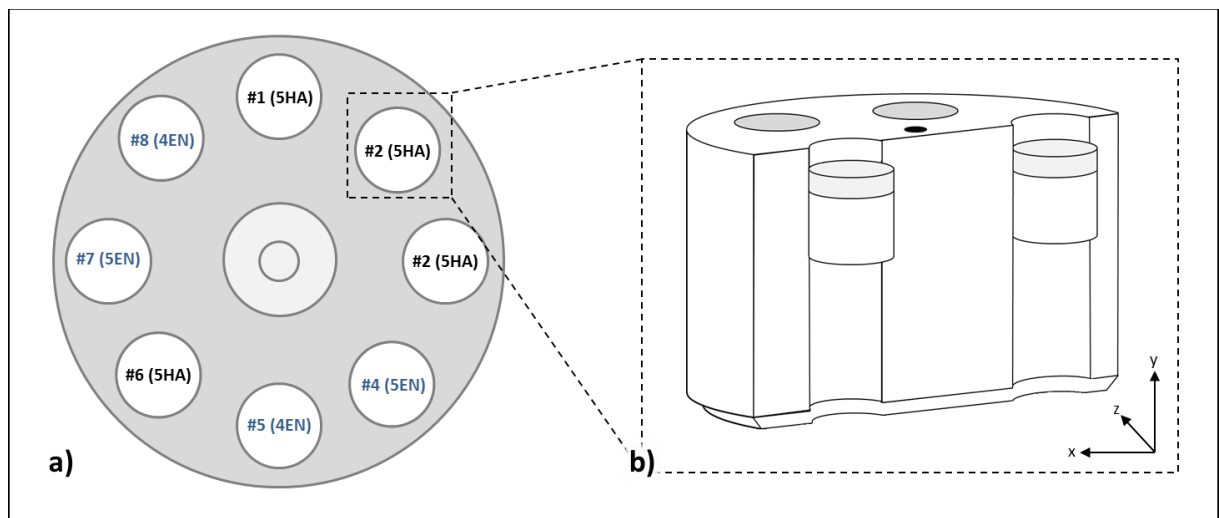 #1 (5HA)
#2 (5HA)
#2 (5HA)
#4 (5EN)
#5 (4EN)
#6 (5HA)
#7 (5EN)
#8 (4EN)
a)
b)
y
z
x